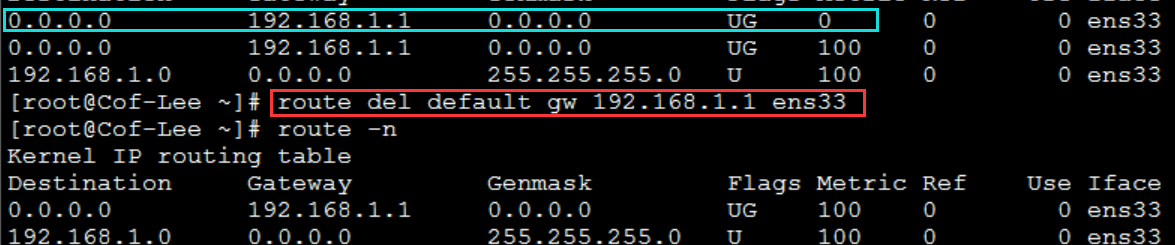 0.0.0.0 192.168.1.1 0.0.0.0 UG 0 0 0 ens33
0.0.0.0 192.168.1.1 0.0.0.0 UG 100 0 0 ens33
192.168.1.0 0.0.0.0 255.255.255.0 U 100 0 0 ens33
[root@Cof-Lee ~]# route del default gw 192.168.1.1 ens33
[root@Cof-Lee ~]# route -n
Kernel IP routing table
Destination Gateway Genmask Flags Metric Ref Use Iface
0.0.0.0 192.168.1.1 0.0.0.0 UG 100 0 0 ens33
192.168.1.0 0.0.0.0 255.255.255.0 U 100 0 0 ens33